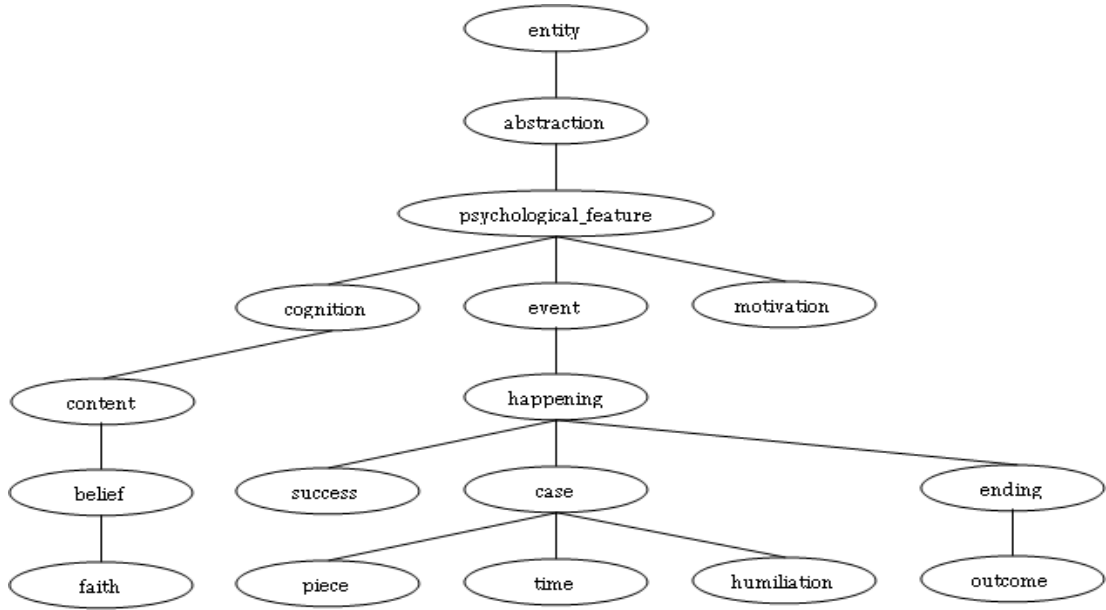 entity
abstraction
psychological_feature
cognition event motivation
content happening
belief success case ending
faith piece time humiliation outcome